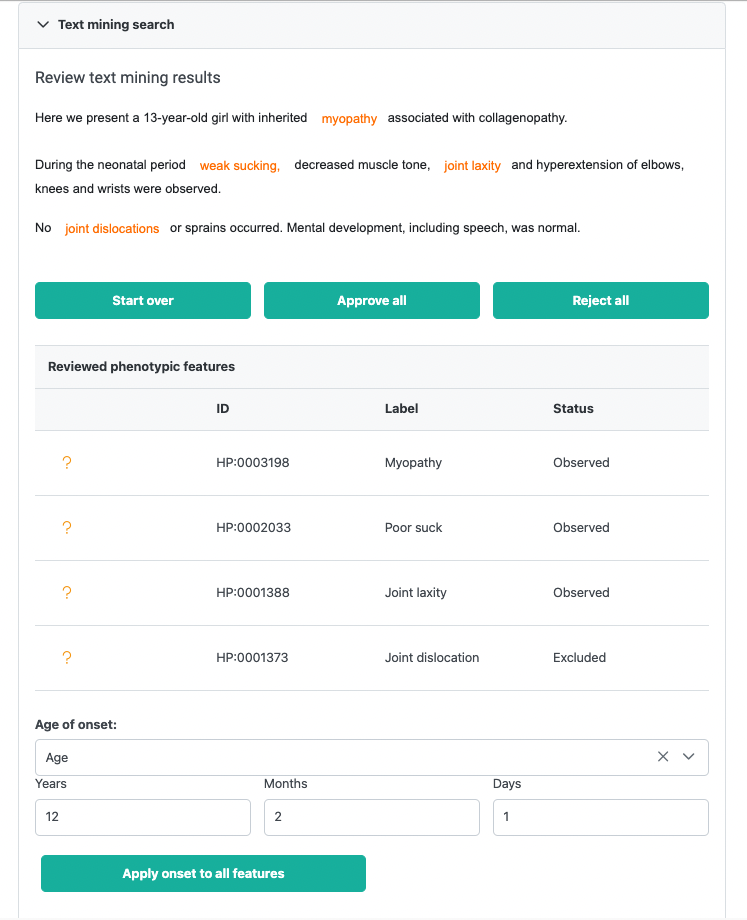 Text mining search
Review text mining results
Here we present a 13-year-old girl with inherited myopathy associated with collagenopathy.
During the neonatal period weak sucking, decreased muscle tone, joint laxity and hyperextension of elbows,
knees and wrists were observed.
No joint dislocations or sprains occurred. Mental development, including speech, was normal.
Start over Approve all Reject all
Reviewed phenotypic features
ID Label Status
? HP:0003198 Myopathy Observed
? HP:0002033 Poor suck Observed
? HP:0001388 Joint laxity Observed
? HP:0001373 Joint dislocation Excluded
Age of onset:
Age
Years Months Days
12 2 1
Apply onset to all features